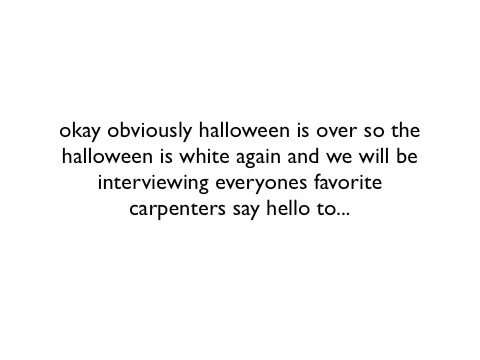 okay obviously halloween is over so the
halloween is white again and we will be
interviewing everyones favorite
carpenters say hello to...